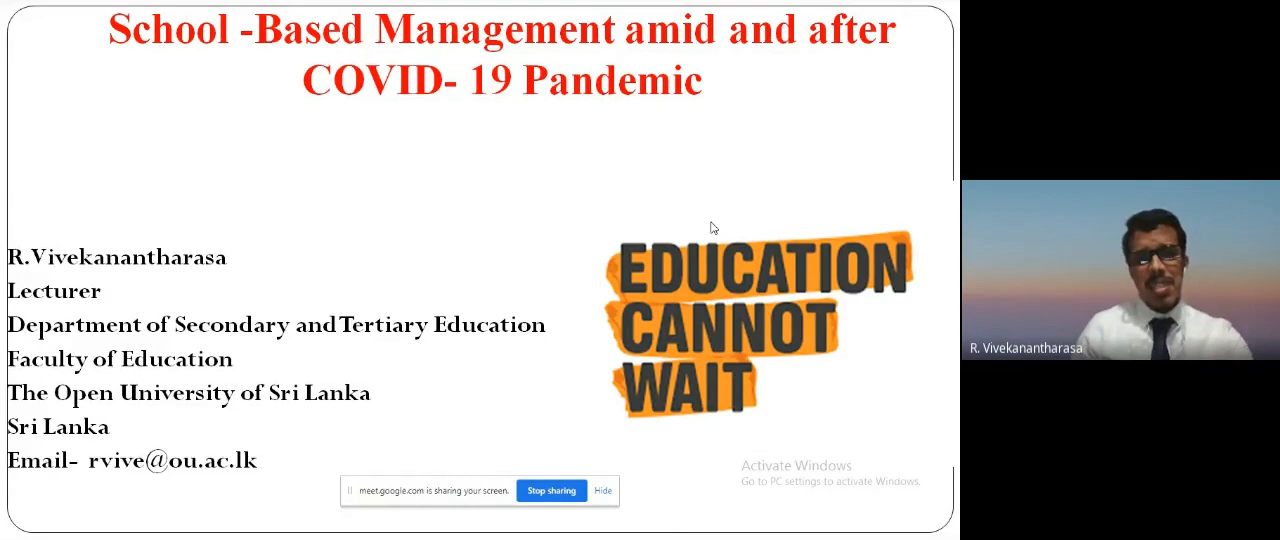 School -Based Management amid and after
COVID- 19 Pandemic
R.Vivekanantharasa
Lecturer
Department of Secondary and Tertiary Education
Faculty of Education
The Open University of Sri Lanka
Sri Lanka
Email- rvive@ou.ac.lk
EDUCATION
CANNOT
WAIT
Activate Windows
Go to PC settings to activate Windows.
meet.google.com is sharing your screen. Stop sharing Hide
R. Vivekanantharasa